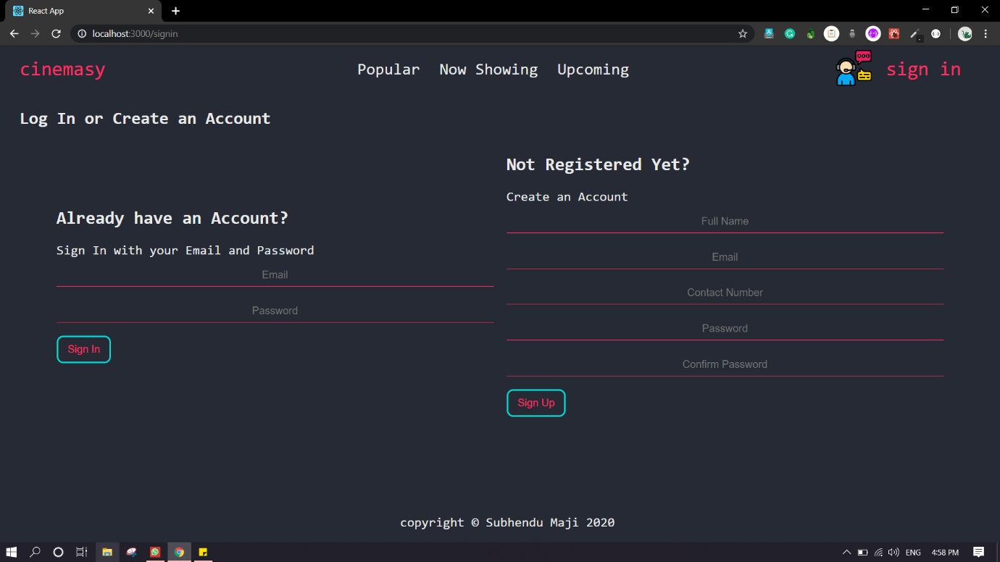 React App
localhost:3000/signin
cinemasy
Popular Now Showing Upcoming
sign in
Log In or Create an Account
Already have an Account?
Sign In with your Email and Password
Email
Password
Sign In
Not Registered Yet?
Create an Account
Full Name
Email
Contact Number
Password
Confirm Password
Sign Up
copyright © Subhendu Maji 2020
ENG
4:58 PM